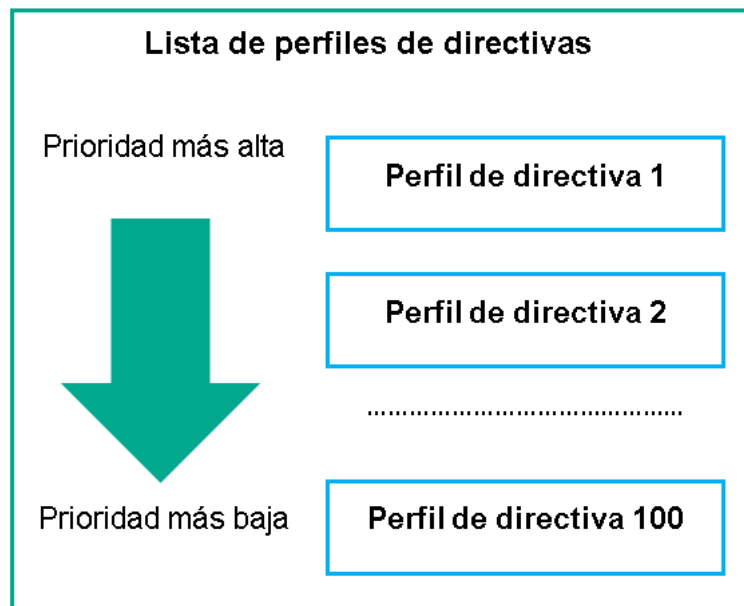 Lista de perfiles de directivas
Prioridad más alta
Perfil de directiva 1
Perfil de directiva 2
................................................
Prioridad más baja
Perfil de directiva 100